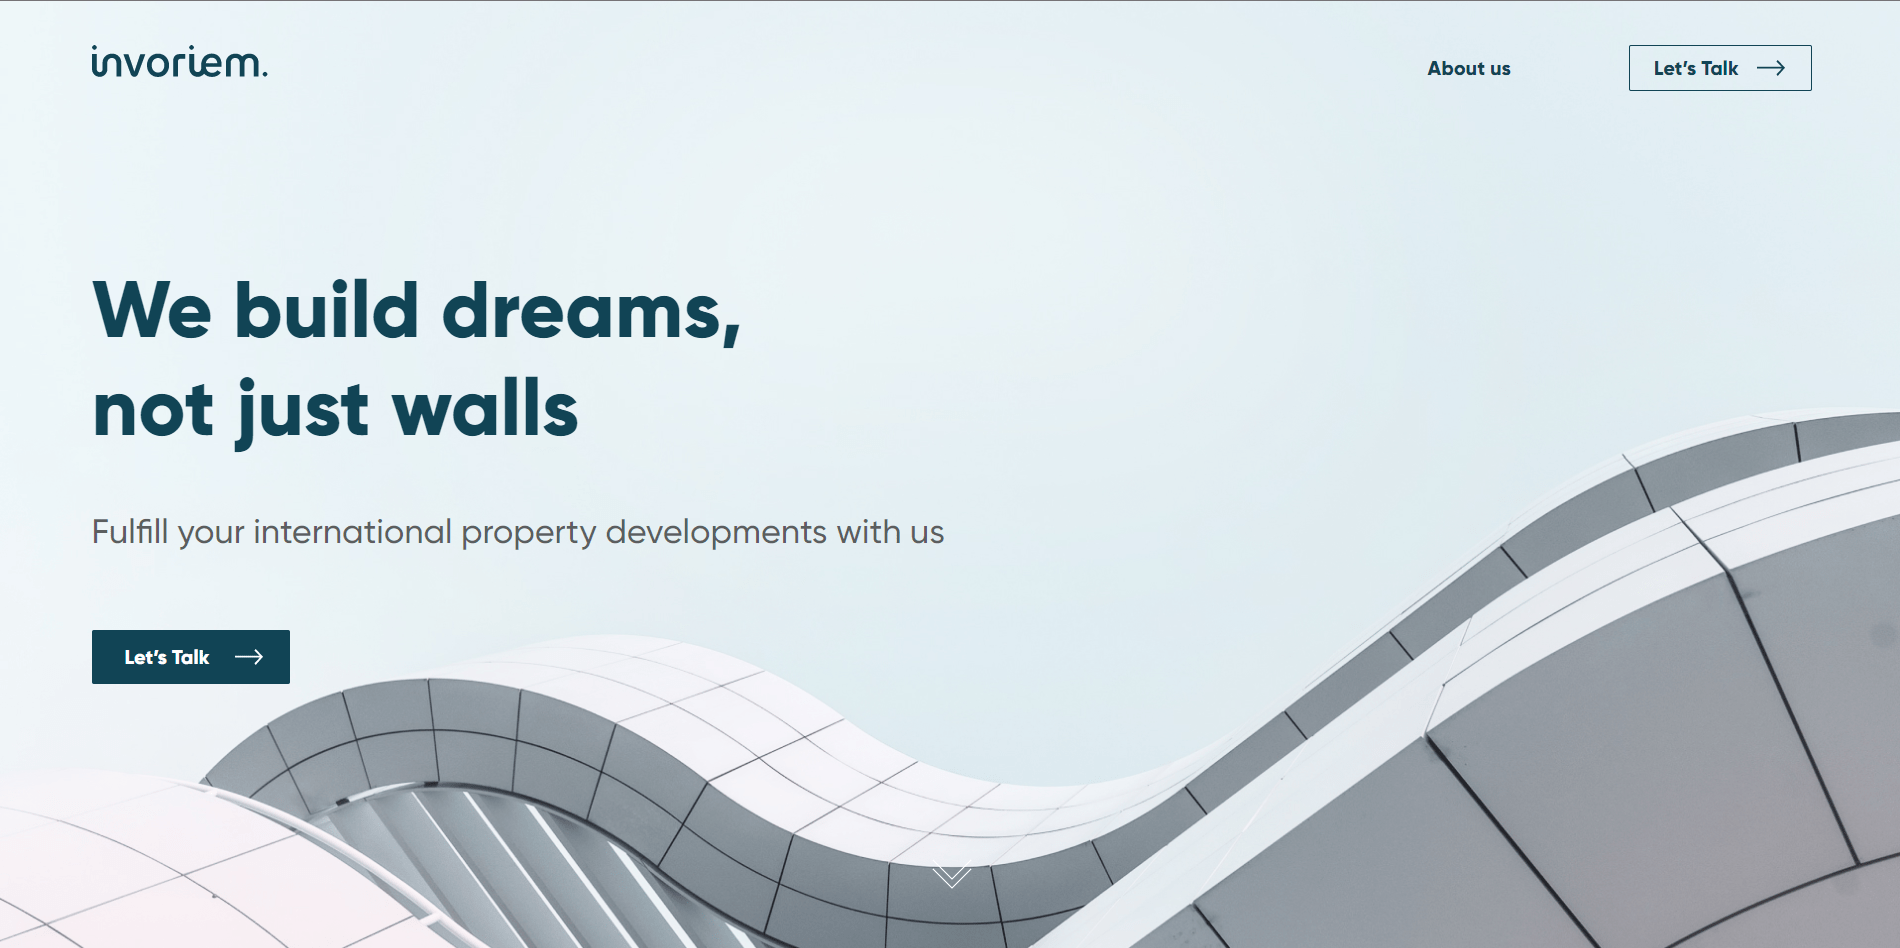 invoriem.
About us
Let's Talk
We build dreams,
not just walls
Fulfill your international property developments with us
Let's Talk